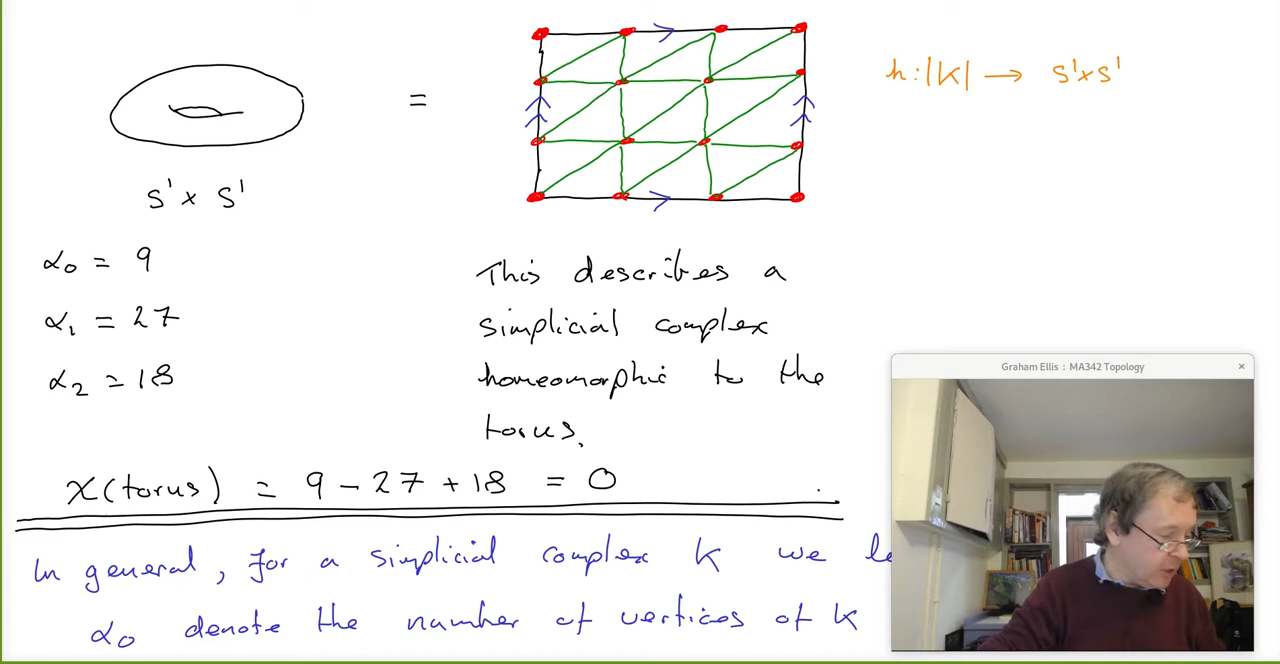 h : |K| → S¹ × S¹
=
S¹ × S¹
α₀ = 9
α₁ = 27
α₂ = 18
This describes a
simplicial complex
homeomorphic to the
torus.
χ(torus) = 9 − 27 + 18 = 0
In general, for a simplicial complex K we le
α₀ denote the number of vertices of K
Graham Ellis : MA342 Topology
×